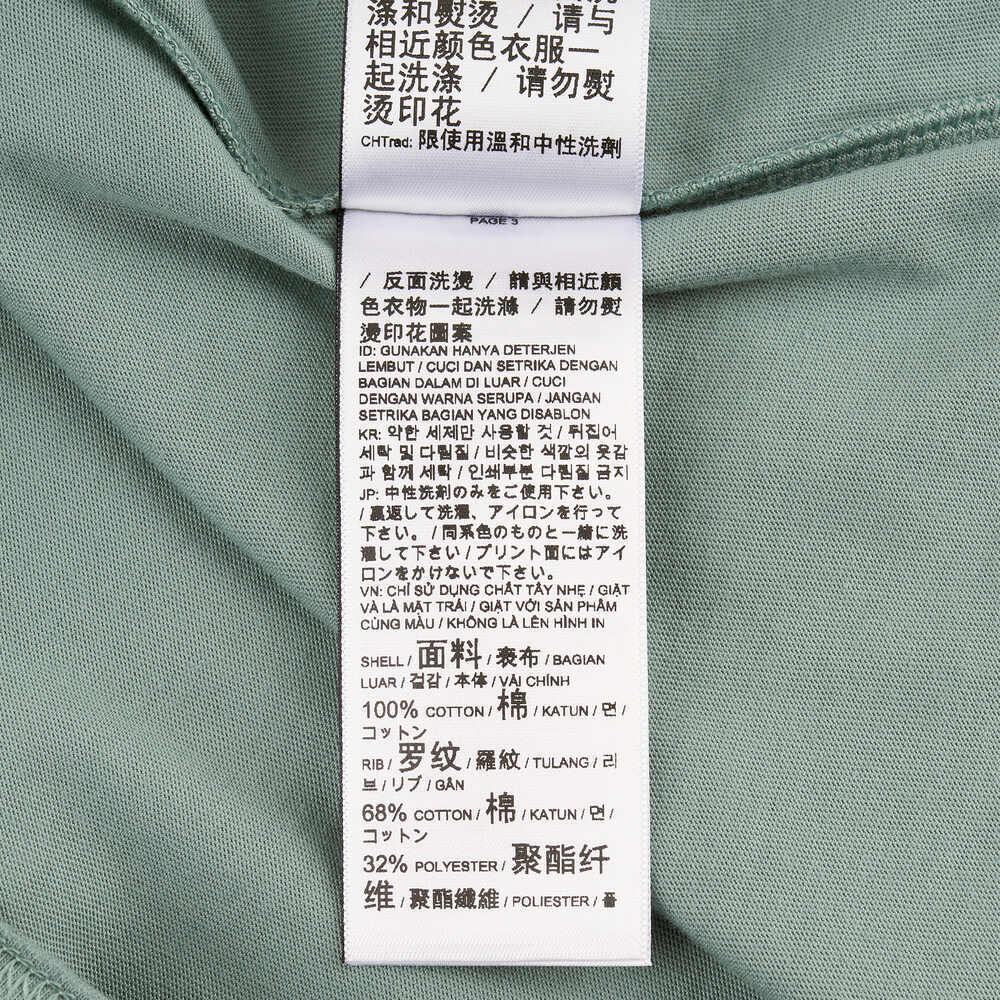 涤和熨烫 / 请与
相近颜色衣服一
起洗涤 / 请勿熨
烫印花
CHTrad: 限使用溫和中性洗劑
PAGE 3
/ 反面洗燙 / 請與相近顏
色衣物一起洗滌 / 請勿熨
燙印花圖案
ID: GUNAKAN HANYA DETERJEN
LEMBUT / CUCI DAN SETRIKA DENGAN
BAGIAN DALAM DI LUAR / CUCI
DENGAN WARNA SERUPA / JANGAN
SETRIKA BAGIAN YANG DISABLON
KR: 약한 세제만 사용할 것 / 뒤집어
세탁 및 다림질 / 비슷한 색깔의 옷감
과 함께 세탁 / 인쇄부분 다림질 금지
JP: 中性洗剤のみをご使用下さい。
/ 裏返して洗濯、アイロンを行って
下さい。/ 同系色のものと一緒に洗
濯して下さい / プリント面にはアイ
ロンをかけないで下さい。
VN: CHỈ SỬ DỤNG CHẤT TẨY NHẸ / GIẶT
VÀ LÀ MẶT TRÁI / GIẶT VỚI SẢN PHẨM
CÙNG MÀU / KHÔNG LÀ LÊN HÌNH IN
SHELL / 面料 / 表布 / BAGIAN
LUAR / 겉감 / 本体 / VẢI CHÍNH
100% COTTON / 棉 / KATUN / 면 /
コットン
RIB / 罗纹 / 羅紋 / TULANG / 리
브 / リブ / GÂN
68% COTTON / 棉 / KATUN / 면 /
コットン
32% POLYESTER / 聚酯纤
维 / 聚酯纖維 / POLIESTER / 폴